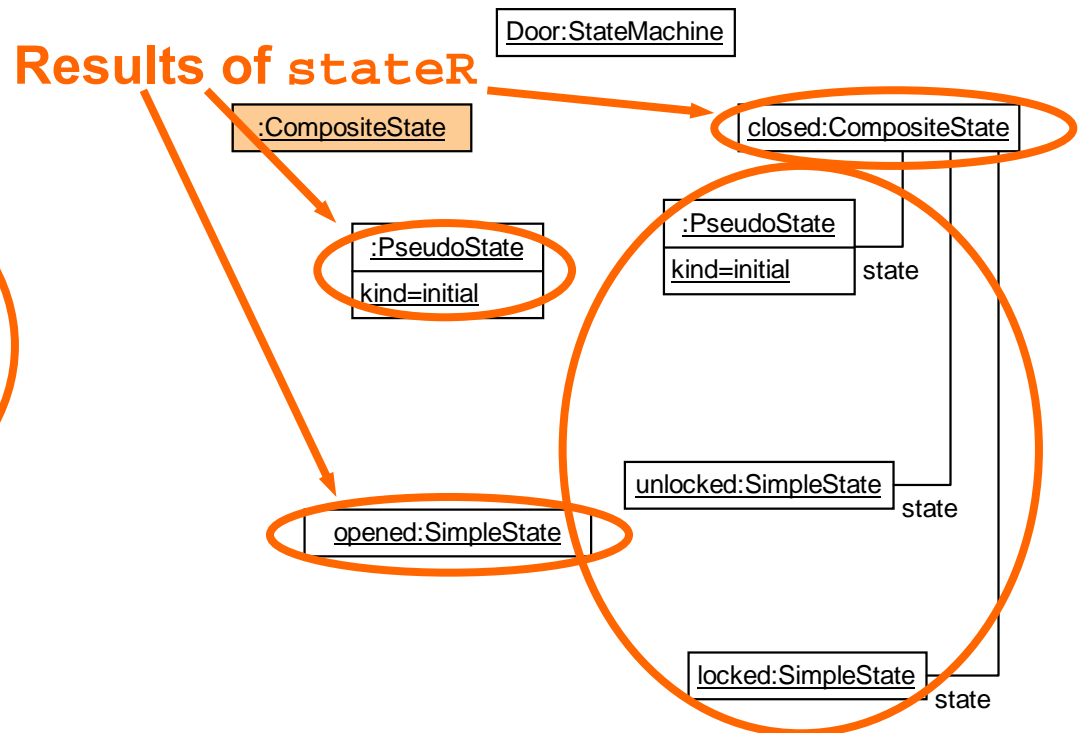 Door:StateMachine
Results of stateR
:CompositeState
closed:CompositeState
:PseudoState
kind=initial
:PseudoState
kind=initial
state
unlocked:SimpleState
state
opened:SimpleState
locked:SimpleState
state